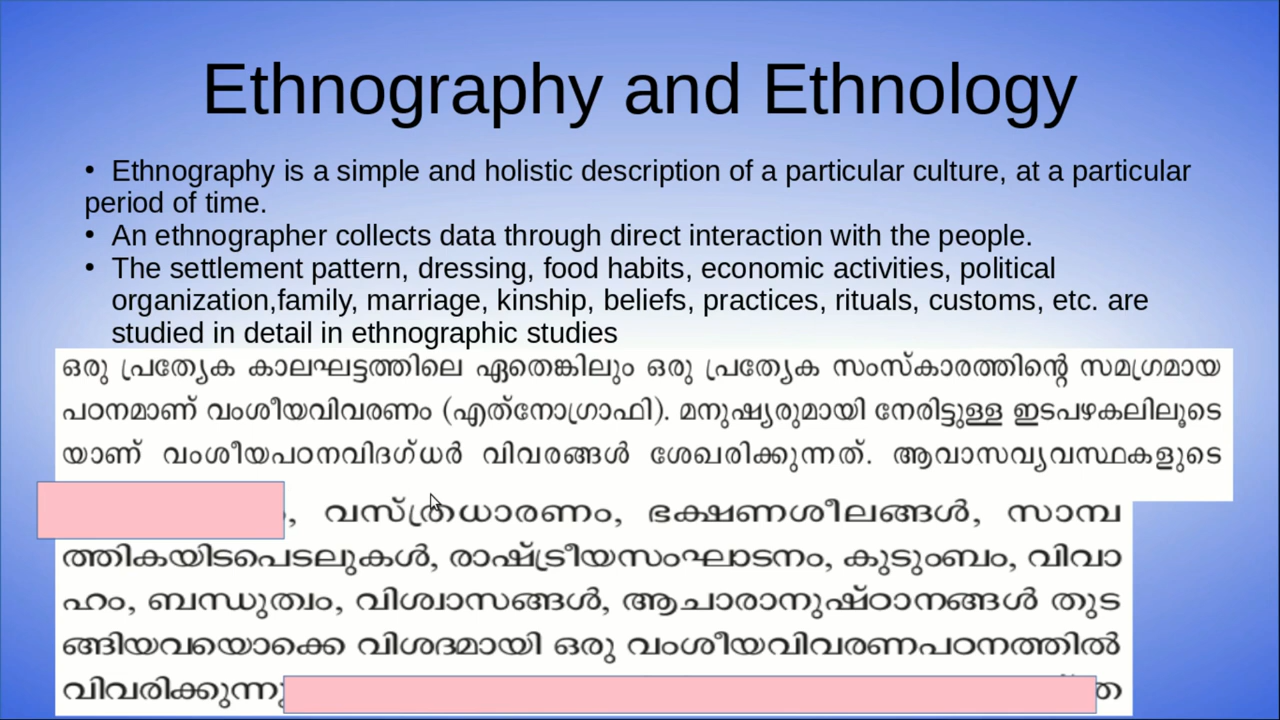 Ethnography and Ethnology
• Ethnography is a simple and holistic description of a particular culture, at a particular
period of time.
• An ethnographer collects data through direct interaction with the people.
• The settlement pattern, dressing, food habits, economic activities, political
organization,family, marriage, kinship, beliefs, practices, rituals, customs, etc. are
studied in detail in ethnographic studies
ഒരു പ്രത്യേക കാലഘട്ടത്തിലെ ഏതെങ്കിലും ഒരു പ്രത്യേക സംസ്കാരത്തിന്റെ സമഗ്രമായ
പഠനമാണ് വംശീയവിവരണം (എത്നോഗ്രാഫി). മനുഷ്യരുമായി നേരിട്ടുള്ള ഇടപഴകലിലൂടെ
യാണ് വംശീയപഠനവിദഗ്ധർ വിവരങ്ങൾ ശേഖരിക്കുന്നത്. ആവാസവ്യവസ്ഥകളുടെ
, വസ്ത്രധാരണം, ഭക്ഷണശീലങ്ങൾ, സാമ്പ
ത്തികയിടപെടലുകൾ, രാഷ്ട്രീയസംഘാടനം, കുടുംബം, വിവാ
ഹം, ബന്ധുത്വം, വിശ്വാസങ്ങൾ, ആചാരാനുഷ്ഠാനങ്ങൾ തുട
ങ്ങിയവയൊക്കെ വിശദമായി ഒരു വംശീയവിവരണപഠനത്തിൽ
വിവരിക്കുന്നു